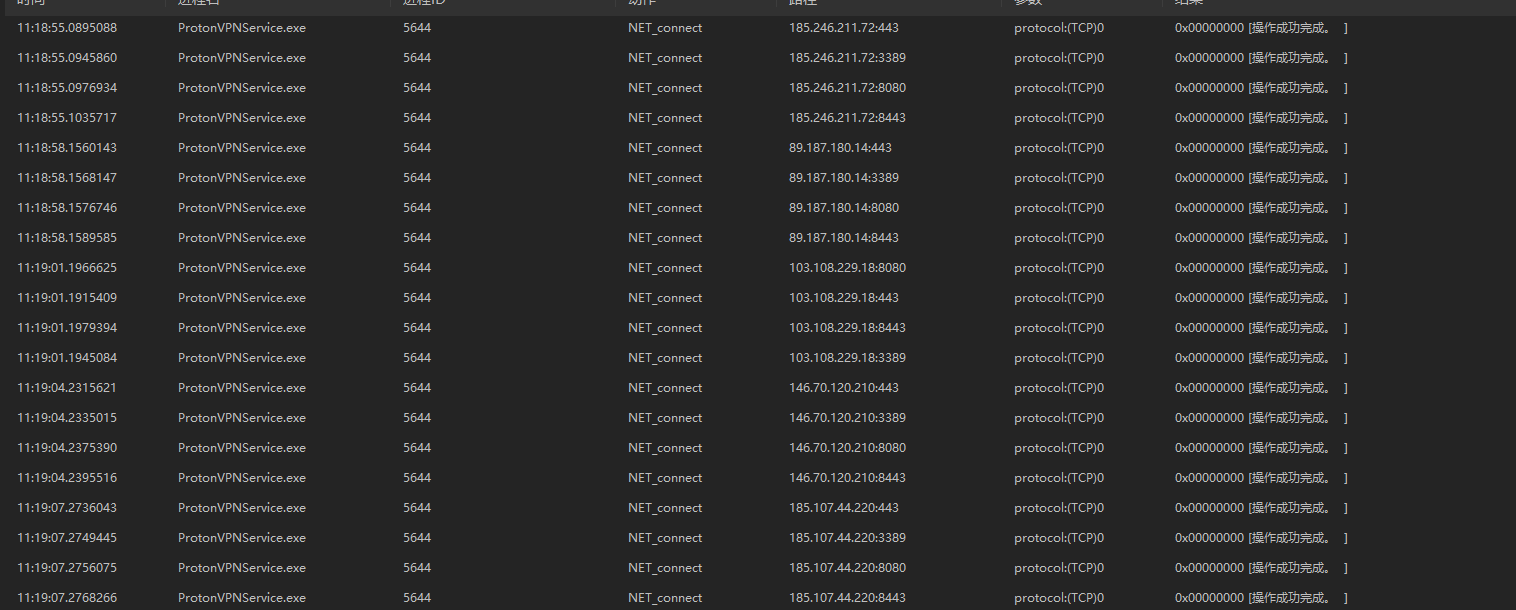 时间 进程名 进程ID 动作 路径 参数 结果
11:18:55.0895088 ProtonVPNService.exe 5644 NET_connect 185.246.211.72:443 protocol:(TCP)0 0x00000000 [操作成功完成。 ]
11:18:55.0945860 ProtonVPNService.exe 5644 NET_connect 185.246.211.72:3389 protocol:(TCP)0 0x00000000 [操作成功完成。 ]
11:18:55.0976934 ProtonVPNService.exe 5644 NET_connect 185.246.211.72:8080 protocol:(TCP)0 0x00000000 [操作成功完成。 ]
11:18:55.1035717 ProtonVPNService.exe 5644 NET_connect 185.246.211.72:8443 protocol:(TCP)0 0x00000000 [操作成功完成。 ]
11:18:58.1560143 ProtonVPNService.exe 5644 NET_connect 89.187.180.14:443 protocol:(TCP)0 0x00000000 [操作成功完成。 ]
11:18:58.1568147 ProtonVPNService.exe 5644 NET_connect 89.187.180.14:3389 protocol:(TCP)0 0x00000000 [操作成功完成。 ]
11:18:58.1576746 ProtonVPNService.exe 5644 NET_connect 89.187.180.14:8080 protocol:(TCP)0 0x00000000 [操作成功完成。 ]
11:18:58.1589585 ProtonVPNService.exe 5644 NET_connect 89.187.180.14:8443 protocol:(TCP)0 0x00000000 [操作成功完成。 ]
11:19:01.1966625 ProtonVPNService.exe 5644 NET_connect 103.108.229.18:8080 protocol:(TCP)0 0x00000000 [操作成功完成。 ]
11:19:01.1915409 ProtonVPNService.exe 5644 NET_connect 103.108.229.18:443 protocol:(TCP)0 0x00000000 [操作成功完成。 ]
11:19:01.1979394 ProtonVPNService.exe 5644 NET_connect 103.108.229.18:8443 protocol:(TCP)0 0x00000000 [操作成功完成。 ]
11:19:01.1945084 ProtonVPNService.exe 5644 NET_connect 103.108.229.18:3389 protocol:(TCP)0 0x00000000 [操作成功完成。 ]
11:19:04.2315621 ProtonVPNService.exe 5644 NET_connect 146.70.120.210:443 protocol:(TCP)0 0x00000000 [操作成功完成。 ]
11:19:04.2335015 ProtonVPNService.exe 5644 NET_connect 146.70.120.210:3389 protocol:(TCP)0 0x00000000 [操作成功完成。 ]
11:19:04.2375390 ProtonVPNService.exe 5644 NET_connect 146.70.120.210:8080 protocol:(TCP)0 0x00000000 [操作成功完成。 ]
11:19:04.2395516 ProtonVPNService.exe 5644 NET_connect 146.70.120.210:8443 protocol:(TCP)0 0x00000000 [操作成功完成。 ]
11:19:07.2736043 ProtonVPNService.exe 5644 NET_connect 185.107.44.220:443 protocol:(TCP)0 0x00000000 [操作成功完成。 ]
11:19:07.2749445 ProtonVPNService.exe 5644 NET_connect 185.107.44.220:3389 protocol:(TCP)0 0x00000000 [操作成功完成。 ]
11:19:07.2756075 ProtonVPNService.exe 5644 NET_connect 185.107.44.220:8080 protocol:(TCP)0 0x00000000 [操作成功完成。 ]
11:19:07.2768266 ProtonVPNService.exe 5644 NET_connect 185.107.44.220:8443 protocol:(TCP)0 0x00000000 [操作成功完成。 ]